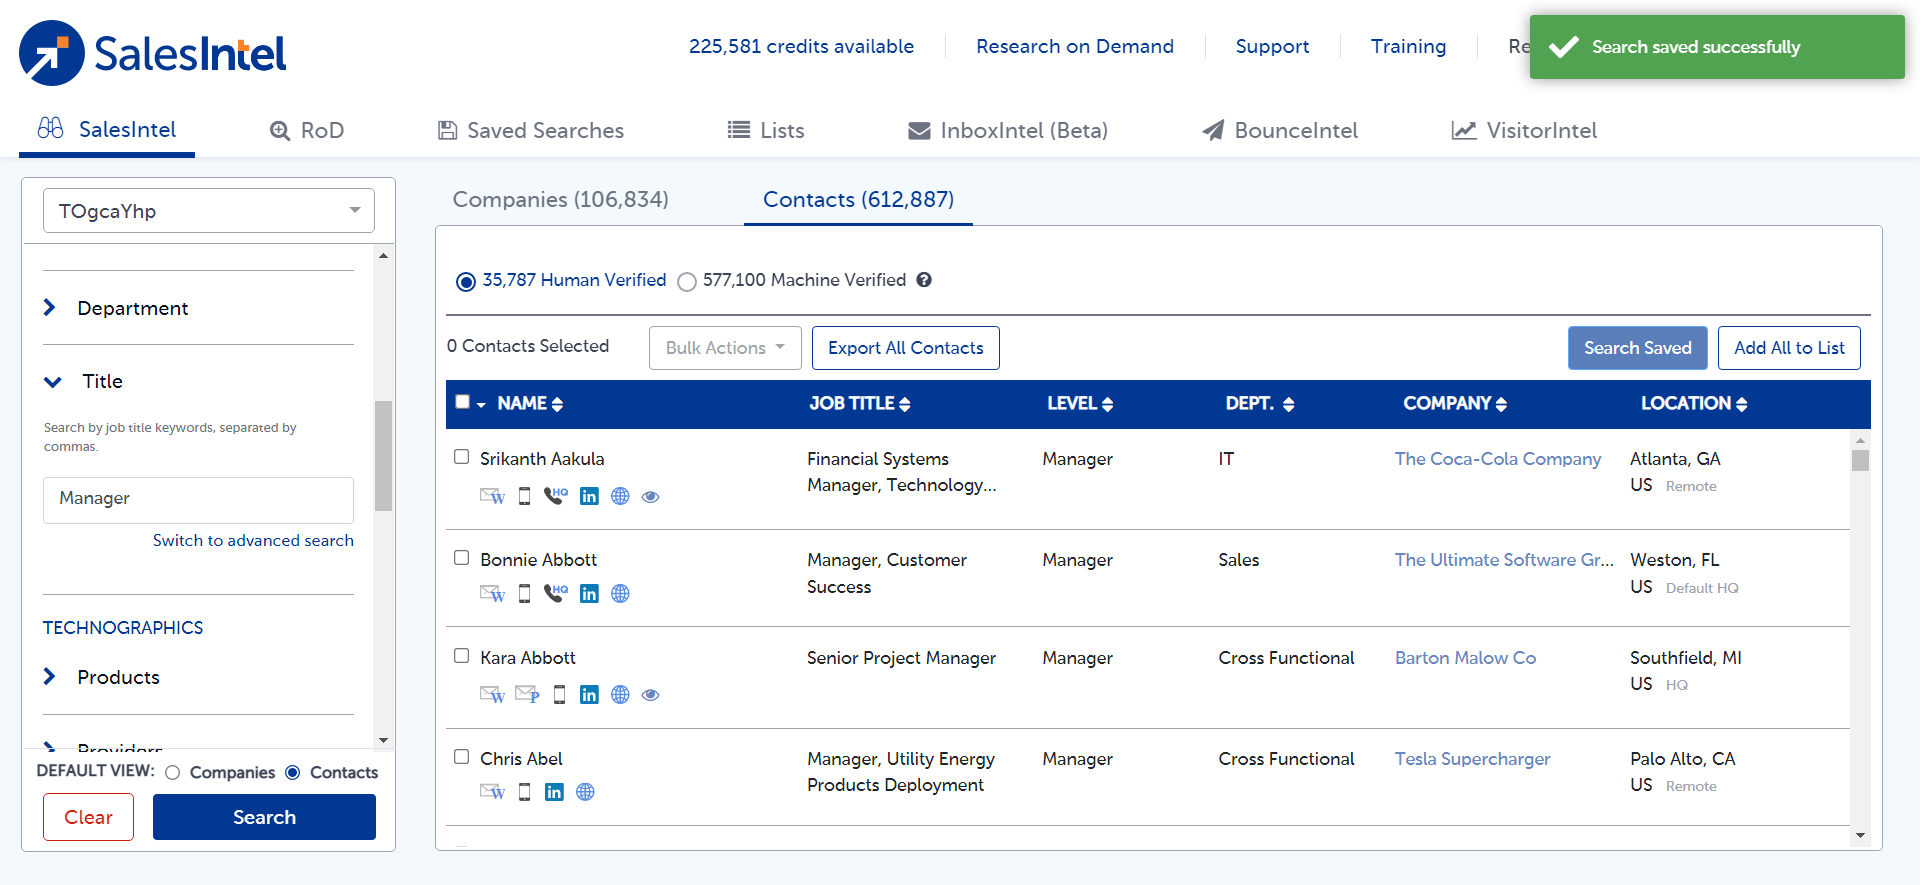 SalesIntel
225,581 credits available
Research on Demand
Support
Training
Search saved successfully
SalesIntel
RoD
Saved Searches
Lists
InboxIntel (Beta)
BounceIntel
VisitorIntel
TOgcaYhp
Department
Title
Search by job title keywords, separated by
commas.
Manager
Switch to advanced search
TECHNOGRAPHICS
Products
Providers
DEFAULT VIEW: Companies Contacts
Clear
Search
Companies (106,834)
Contacts (612,887)
35,787 Human Verified
577,100 Machine Verified
0 Contacts Selected
Bulk Actions
Export All Contacts
Search Saved
Add All to List
NAME JOB TITLE LEVEL DEPT. COMPANY LOCATION
Srikanth Aakula
Financial Systems
Manager, Technology...
Manager
IT
The Coca-Cola Company
Atlanta, GA
US Remote
Bonnie Abbott
Manager, Customer
Success
Manager
Sales
The Ultimate Software Gr...
Weston, FL
US Default HQ
Kara Abbott
Senior Project Manager
Manager
Cross Functional
Barton Malow Co
Southfield, MI
US HQ
Chris Abel
Manager, Utility Energy
Products Deployment
Manager
Cross Functional
Tesla Supercharger
Palo Alto, CA
US Remote